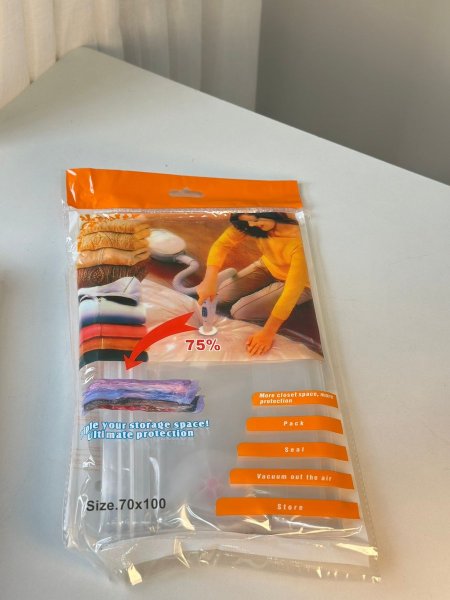 75%
your storage space!
ultimate protection
More closet space, more
protection
Pack
Seal
Vacuum out the air
Store
Size.70x100